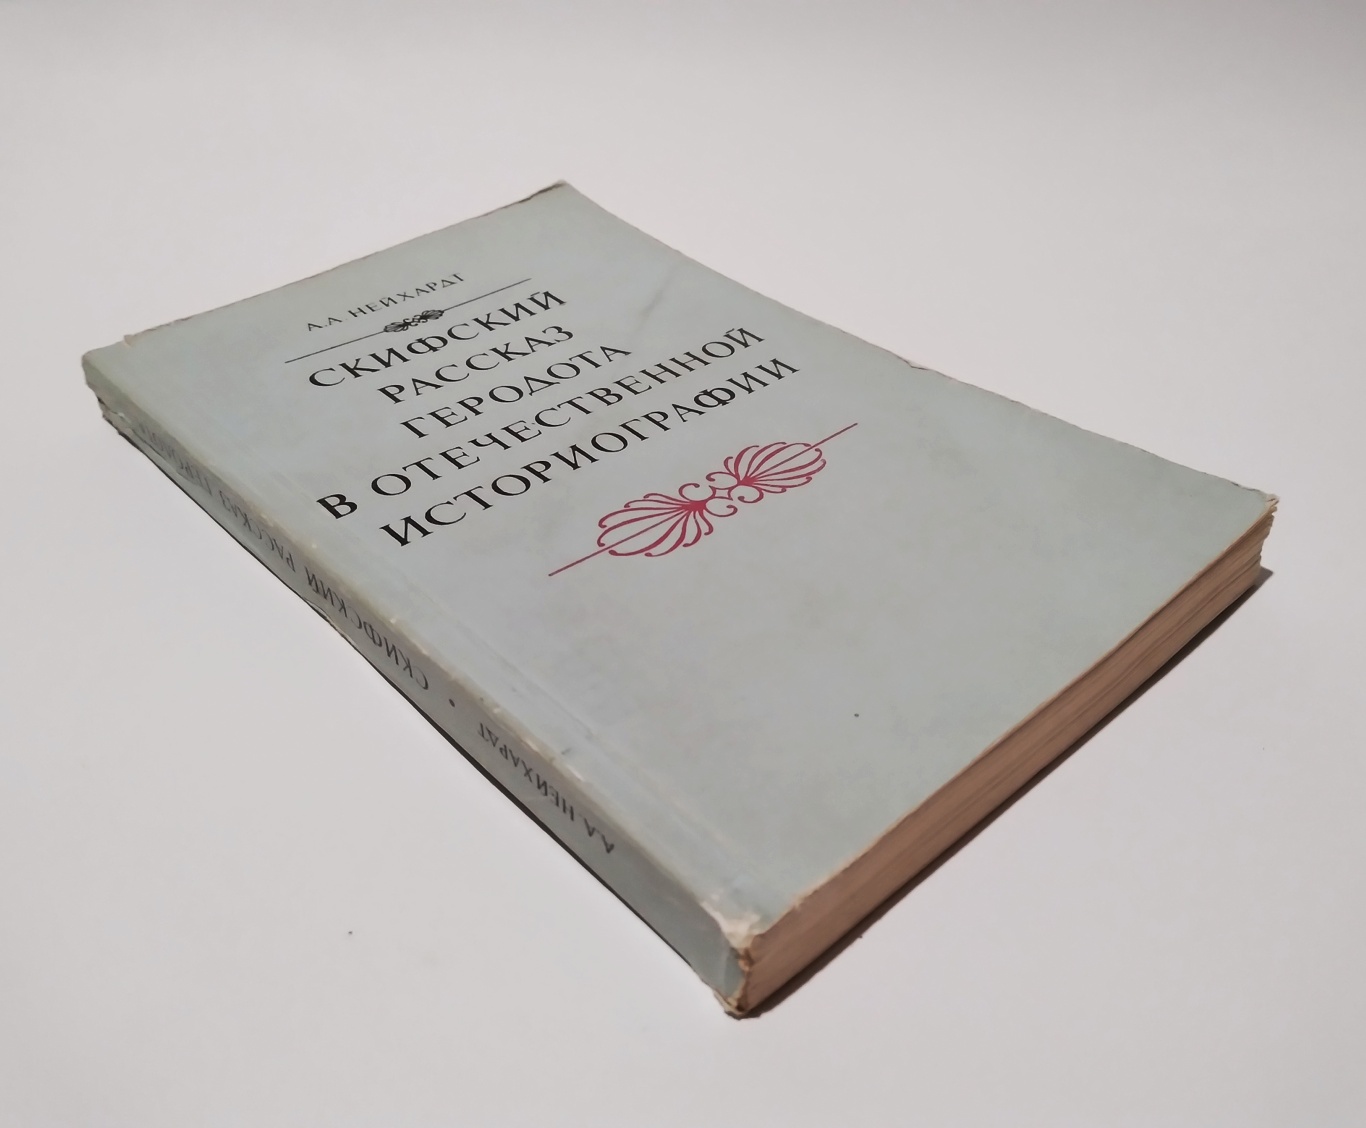 А.А.НЕЙХАРДТ
СКИФСКИЙ
РАССКАЗ
ГЕРОДОТА
В ОТЕЧЕСТВЕННОЙ
ИСТОРИОГРАФИИ
А.А.НЕЙХАРДТ • СКИФСКИЙ РАССКАЗ ГЕРОДОТА